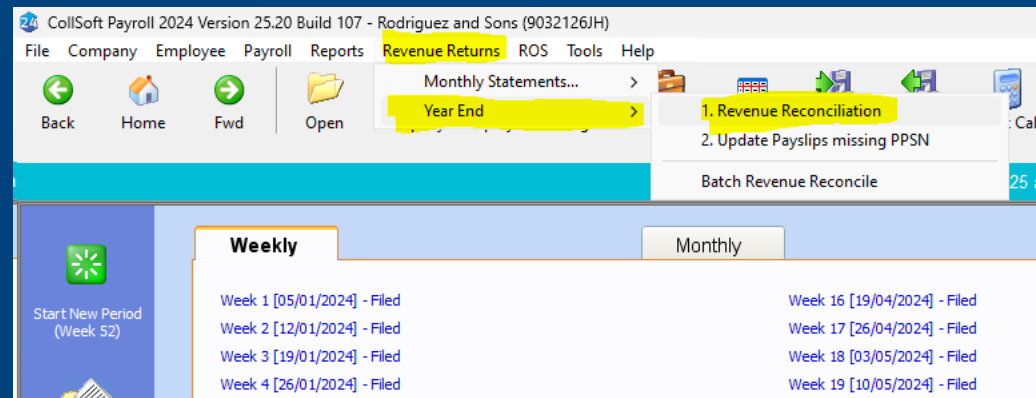 CollSoft Payroll 2024 Version 25.20 Build 107 - Rodriguez and Sons (9032126JH)
File Company Employee Payroll Reports Revenue Returns ROS Tools Help
Monthly Statements...
Year End
1. Revenue Reconciliation
2. Update Payslips missing PPSN
Batch Revenue Reconcile
Back Home Fwd Open
25
Weekly Monthly
Start New Period
(Week 52)
Week 1 [05/01/2024] - Filed
Week 2 [12/01/2024] - Filed
Week 3 [19/01/2024] - Filed
Week 4 [26/01/2024] - Filed
Week 16 [19/04/2024] - Filed
Week 17 [26/04/2024] - Filed
Week 18 [03/05/2024] - Filed
Week 19 [10/05/2024] - Filed